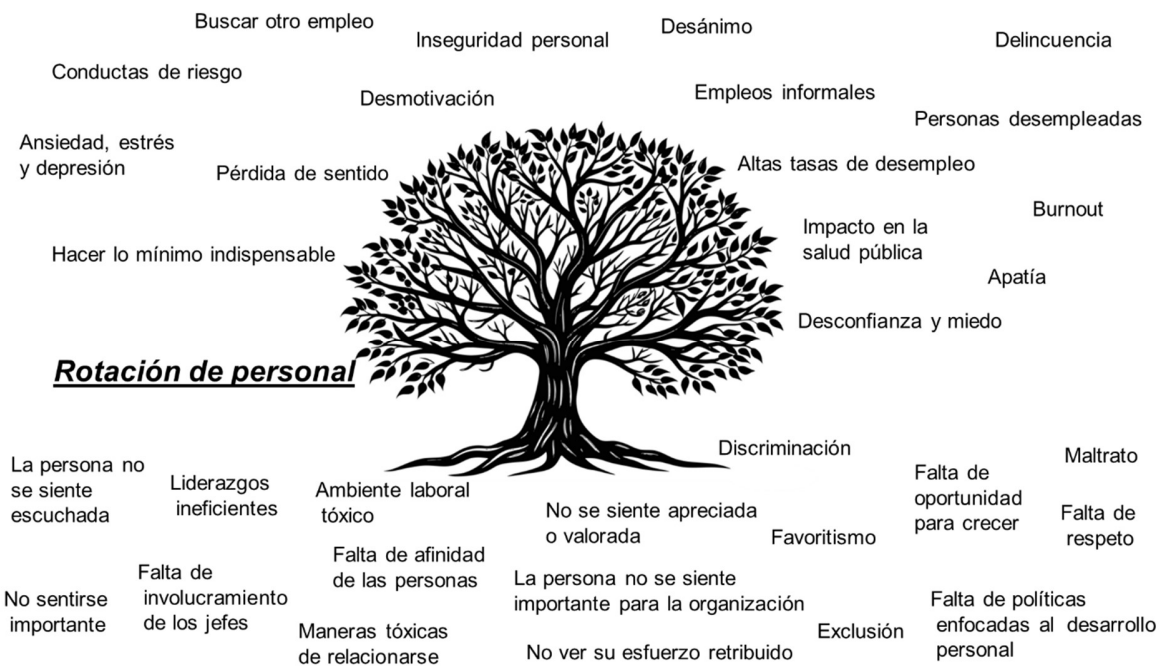 Buscar otro empleo
Inseguridad personal
Desánimo
Delincuencia
Conductas de riesgo
Desmotivación
Empleos informales
Personas desempleadas
Ansiedad, estrés
y depresión
Pérdida de sentido
Altas tasas de desempleo
Burnout
Impacto en la
salud pública
Hacer lo mínimo indispensable
Apatía
Desconfianza y miedo
Rotación de personal
Discriminación
Maltrato
La persona no
se siente
escuchada
Liderazgos
ineficientes
Ambiente laboral
tóxico
No se siente apreciada
o valorada
Favoritismo
Falta de
oportunidad
para crecer
Falta de
respeto
Falta de afinidad
de las personas
No sentirse
importante
Falta de
involucramiento
de los jefes
La persona no se siente
importante para la organización
Falta de políticas
enfocadas al desarrollo
personal
Maneras tóxicas
de relacionarse
No ver su esfuerzo retribuido
Exclusión